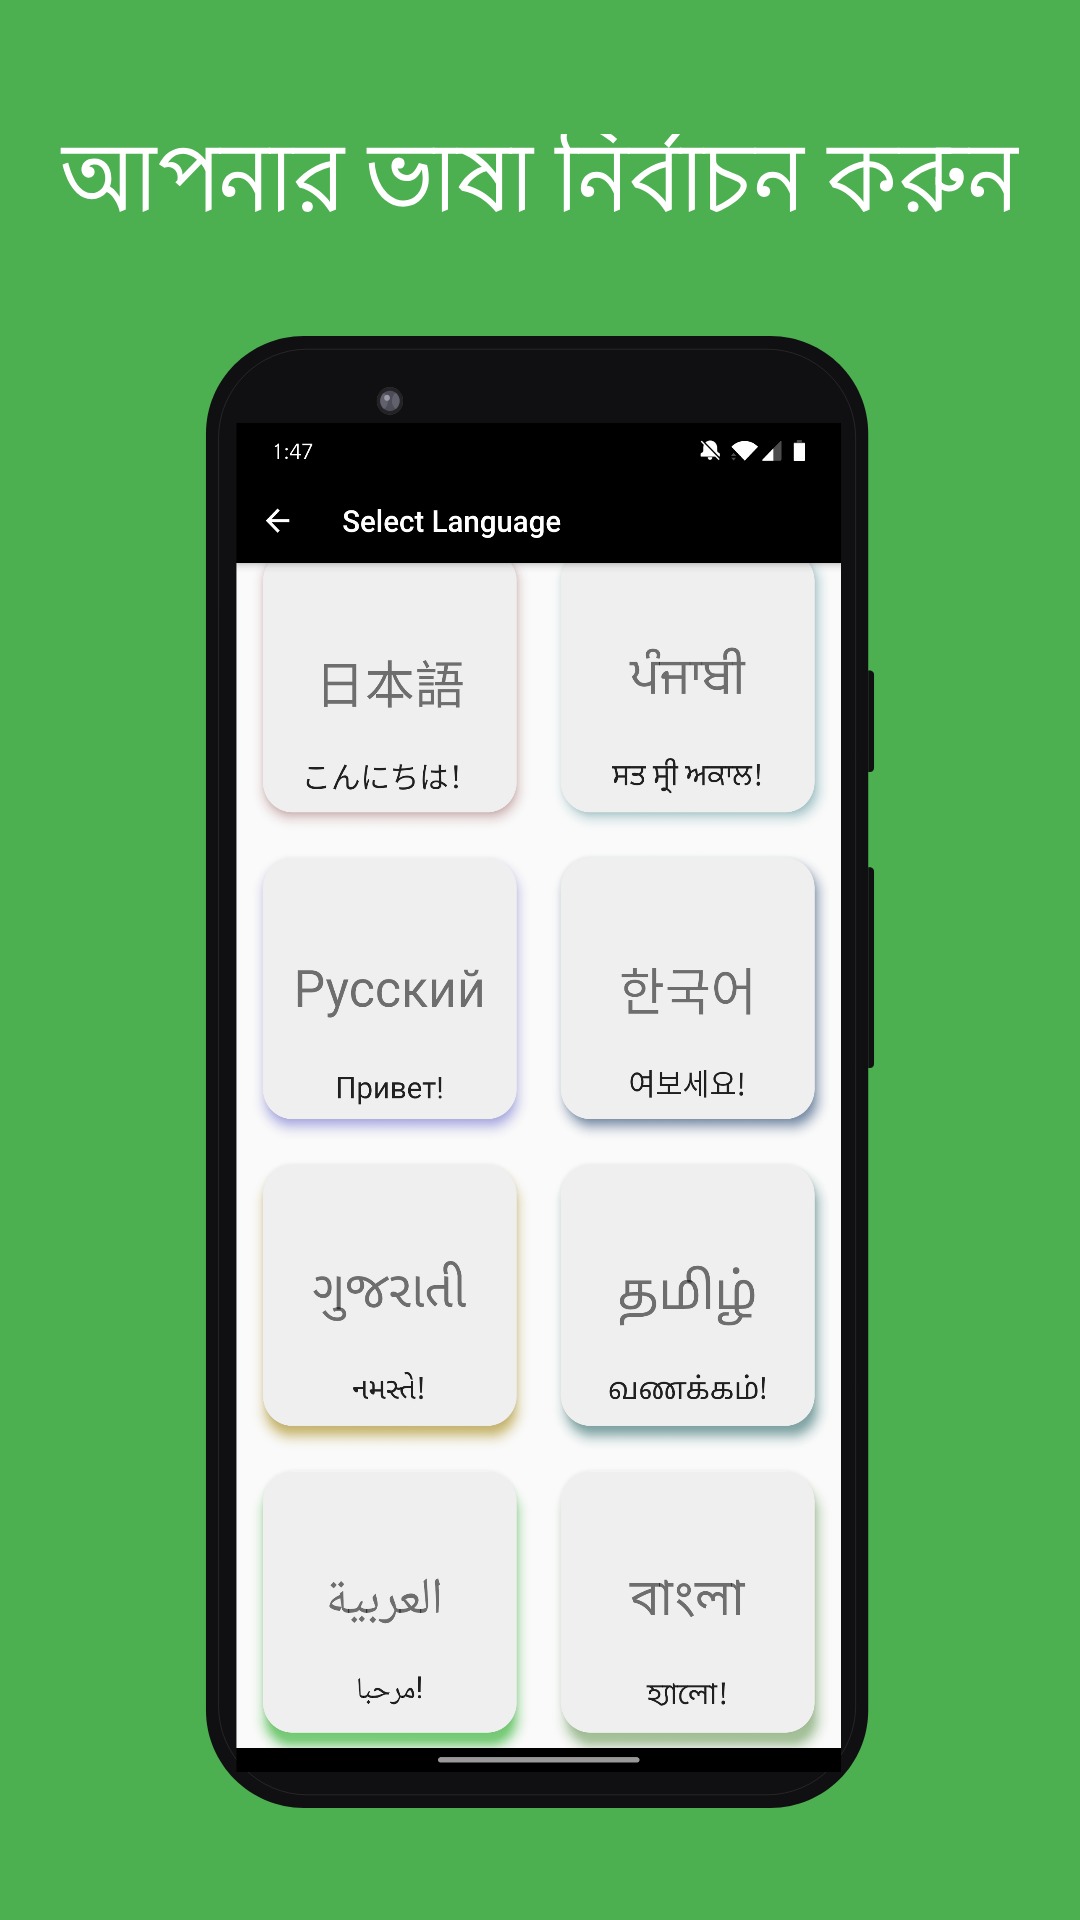 আপনার ভাষা নির্বাচন করুন
1:47
Select Language
日本語
こんにちは!
ਪੰਜਾਬੀ
ਸਤ ਸ੍ਰੀ ਅਕਾਲ!
Русский
Привет!
한국어
여보세요!
ગુજરાતી
નમસ્તે!
தமிழ்
வணக்கம்!
العربية
مرحبا!
বাংলা
হ্যালো!